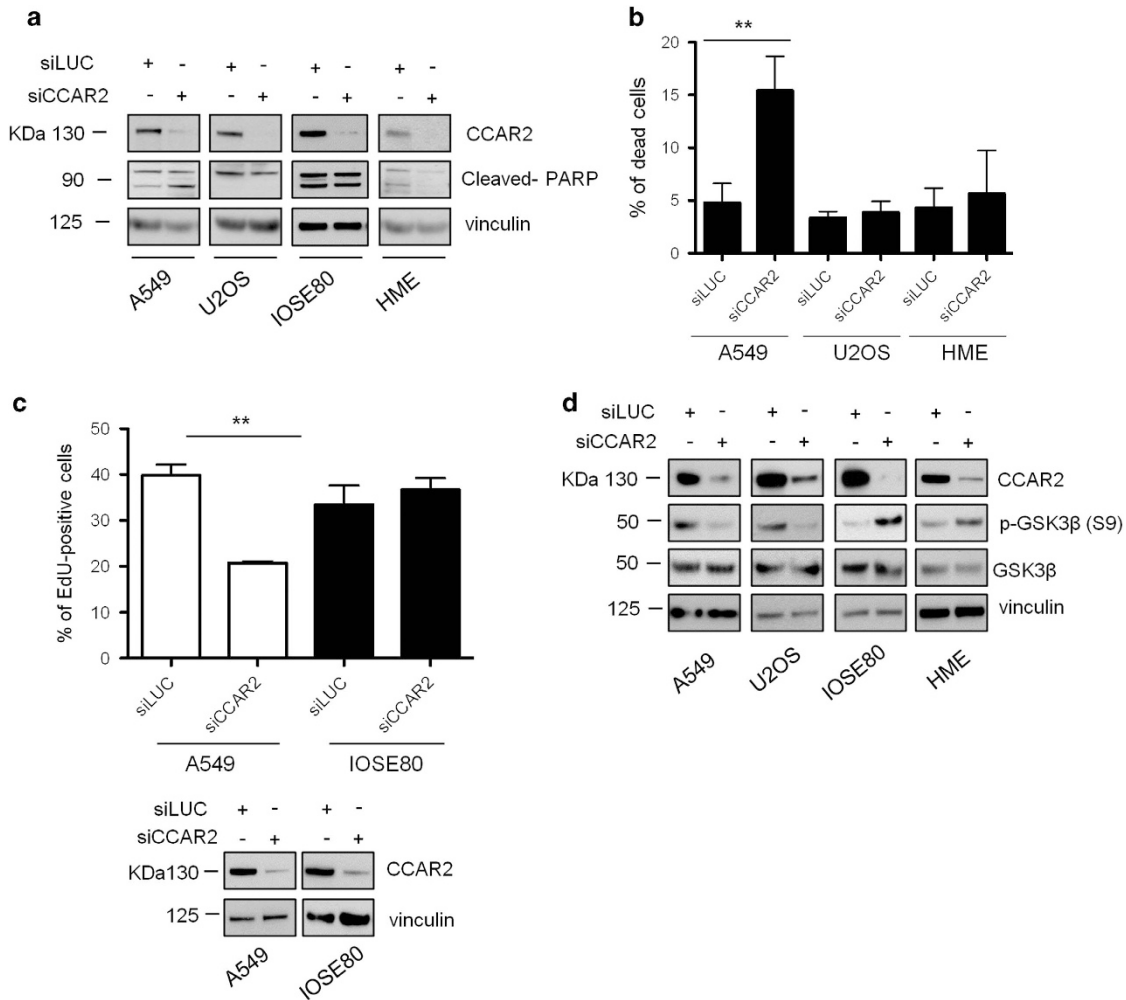 a
siLUC + - + - + - + -
siCCAR2 - + - + - + - +
KDa 130
CCAR2
90
Cleaved- PARP
125
vinculin
A549 U2OS IOSE80 HME
b
**
% of dead cells
20
15
10
5
0
siLUC siCCAR2 siLUC siCCAR2 siLUC siCCAR2
A549 U2OS HME
c
**
% of EdU-positive cells
50
40
30
20
10
0
siLUC siCCAR2 siLUC siCCAR2
A549 IOSE80
siLUC + - + -
siCCAR2 - + - +
KDa130
CCAR2
125
vinculin
A549 IOSE80
d
siLUC + - + - + - + -
siCCAR2 - + - + - + - +
KDa 130
CCAR2
50
p-GSK3β (S9)
50
GSK3β
125
vinculin
A549 U2OS IOSE80 HME